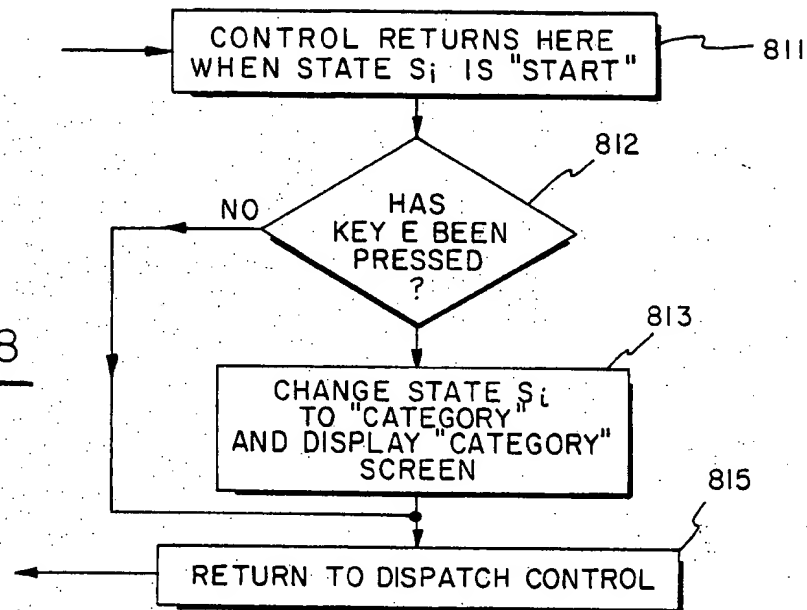 CONTROL RETURNS HERE
WHEN STATE Si IS "START"
811
812
NO
HAS
KEY E BEEN
PRESSED
?
8
813
CHANGE STATE Si
TO "CATEGORY"
AND DISPLAY "CATEGORY"
SCREEN
815
RETURN TO DISPATCH CONTROL